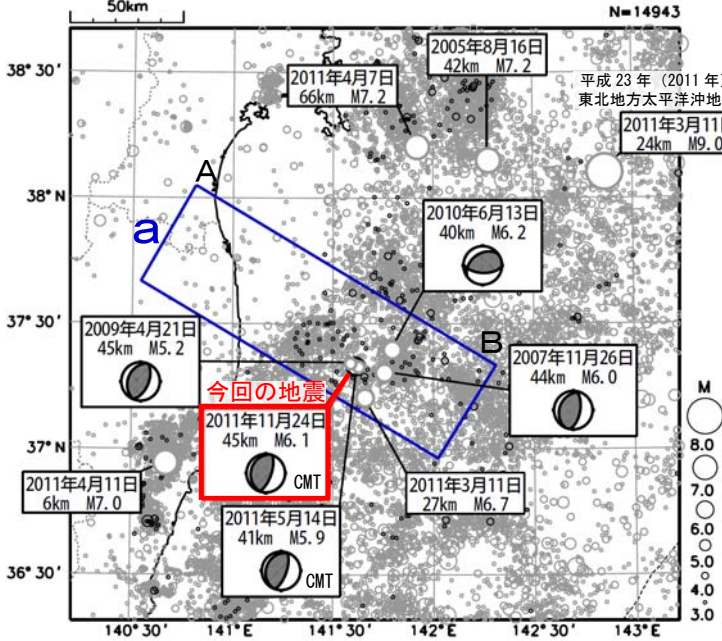 50km
N=14943
38°30′
2011年4月7日
66km M7.2
2005年8月16日
42km M7.2
平成 23 年（2011 年）
東北地方太平洋沖地
2011年3月11日
24km M9.0
38°N
A
a
2010年6月13日
40km M6.2
37°30′
2009年4月21日
45km M5.2
B
2007年11月26日
44km M6.0
今回の地震
2011年11月24日
45km M6.1
CMT
37°N
2011年4月11日
6km M7.0
2011年3月11日
27km M6.7
2011年5月14日
41km M5.9
CMT
36°30′
M
8.0
7.0
6.0
5.0
4.0
3.0
140°30′
141°E
141°30′
142°E
142°30′
143°E